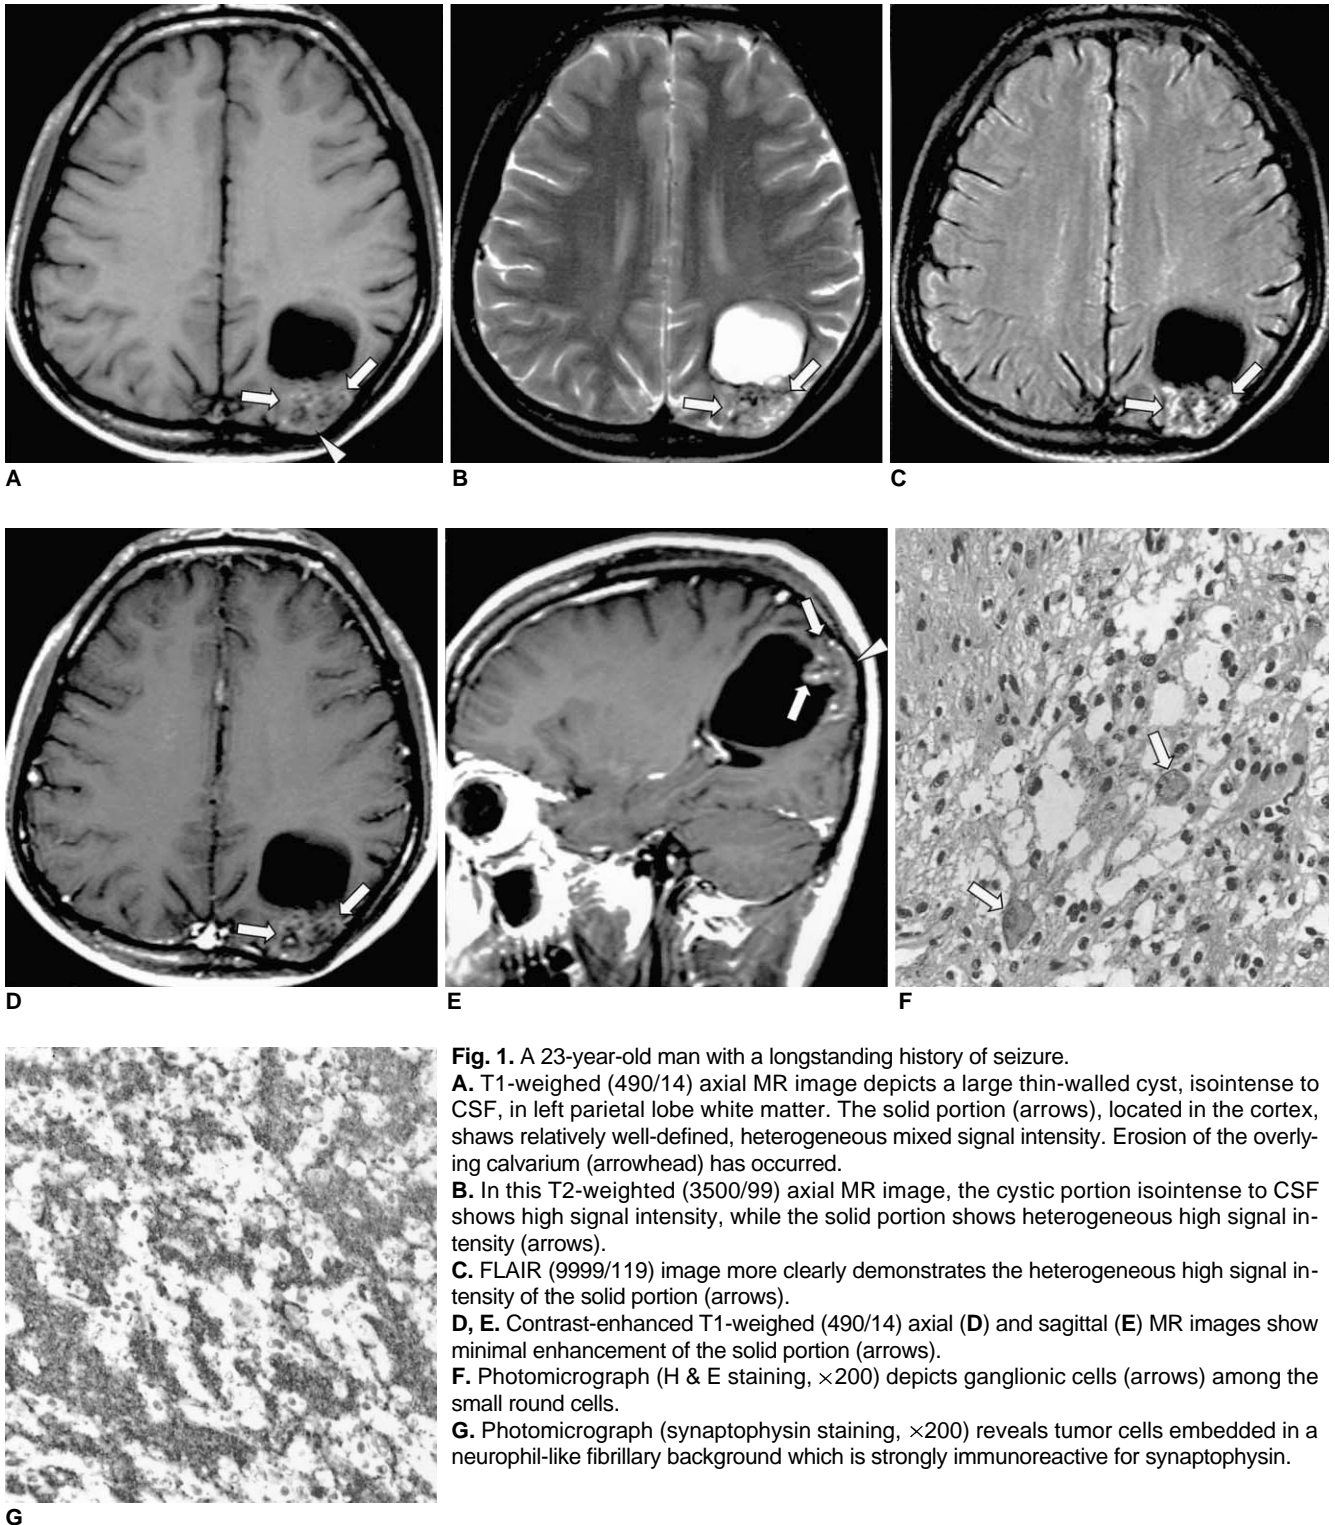 A
B
C
D
E
F
Fig. 1. A 23-year-old man with a longstanding history of seizure.
A. T1-weighed (490/14) axial MR image depicts a large thin-walled cyst, isointense to
CSF, in left parietal lobe white matter. The solid portion (arrows), located in the cortex,
shaws relatively well-defined, heterogeneous mixed signal intensity. Erosion of the overly-
ing calvarium (arrowhead) has occurred.
B. In this T2-weighted (3500/99) axial MR image, the cystic portion isointense to CSF
shows high signal intensity, while the solid portion shows heterogeneous high signal in-
tensity (arrows).
C. FLAIR (9999/119) image more clearly demonstrates the heterogeneous high signal in-
tensity of the solid portion (arrows).
D, E. Contrast-enhanced T1-weighed (490/14) axial (D) and sagittal (E) MR images show
minimal enhancement of the solid portion (arrows).
F. Photomicrograph (H & E staining, ×200) depicts ganglionic cells (arrows) among the
small round cells.
G. Photomicrograph (synaptophysin staining, ×200) reveals tumor cells embedded in a
neurophil-like fibrillary background which is strongly immunoreactive for synaptophysin.
G